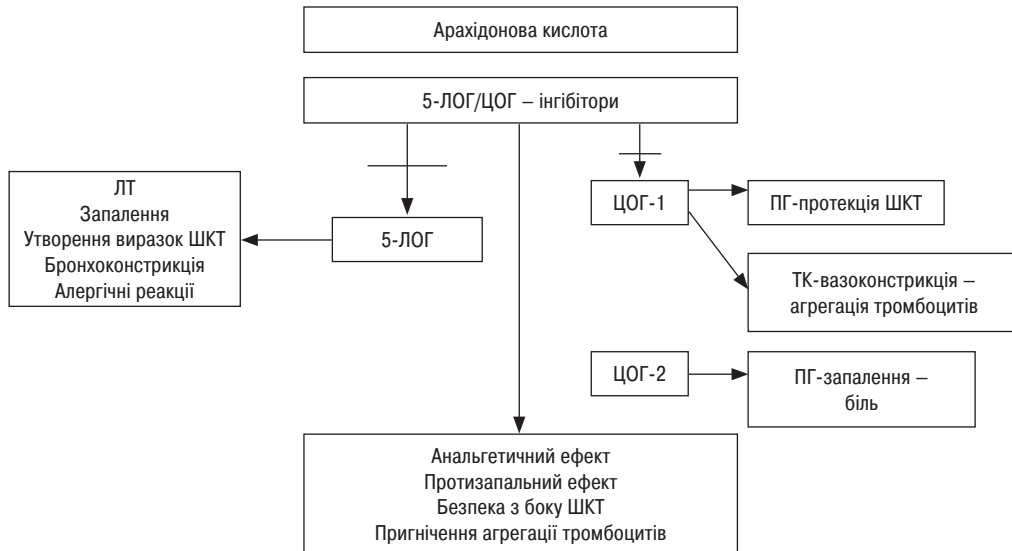 Арахідонова кислота
5-ЛОГ/ЦОГ – інгібітори
ЛТ
Запалення
Утворення виразок ШКТ
Бронхоконстрикція
Алергічні реакції
5-ЛОГ
ЦОГ-1
ПГ-протекція ШКТ
ТК-вазоконстрикція –
агрегація тромбоцитів
ЦОГ-2
ПГ-запалення –
біль
Анальгетичний ефект
Протизапальний ефект
Безпека з боку ШКТ
Пригнічення агрегації тромбоцитів